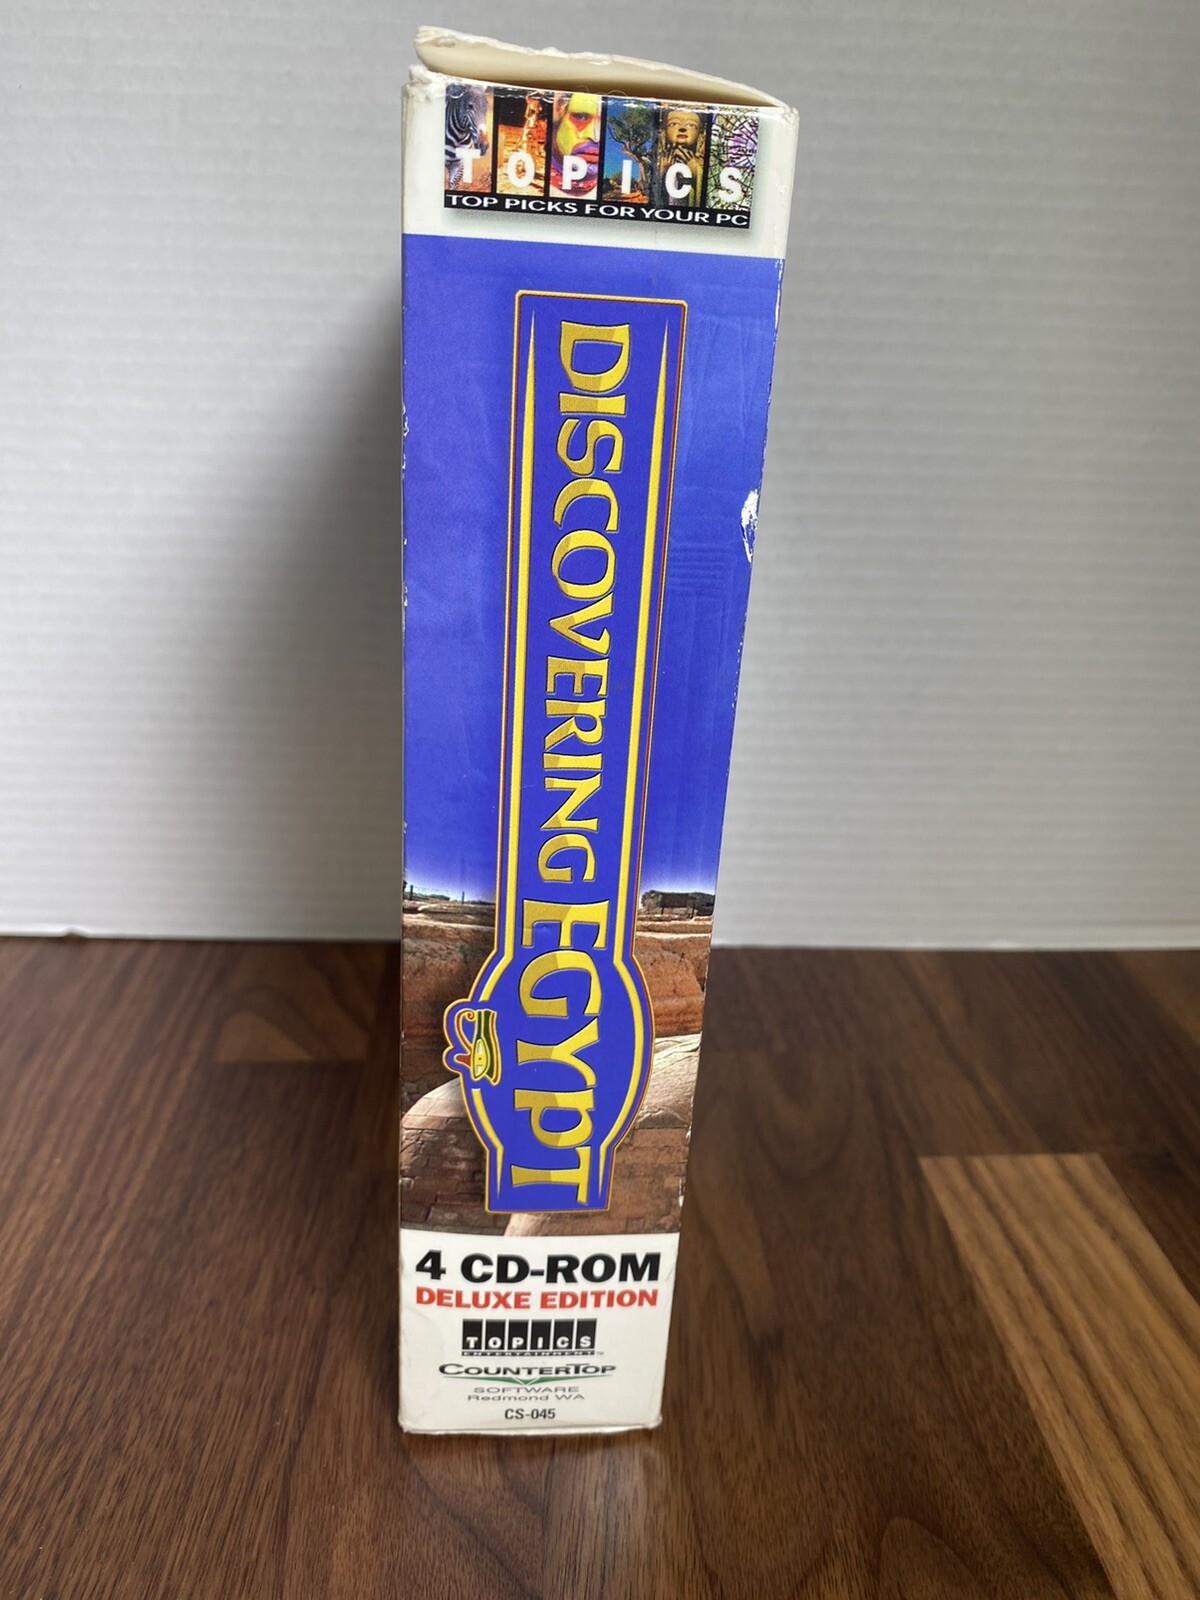 TOPICS
TOP PICKS FOR YOUR PC
DISCOVERING EGYPT
4 CD-ROM
DELUXE EDITION
TOPICS
ENTERTAINMENT™
COUNTERTOP
SOFTWARE
Redmond WA
CS-045